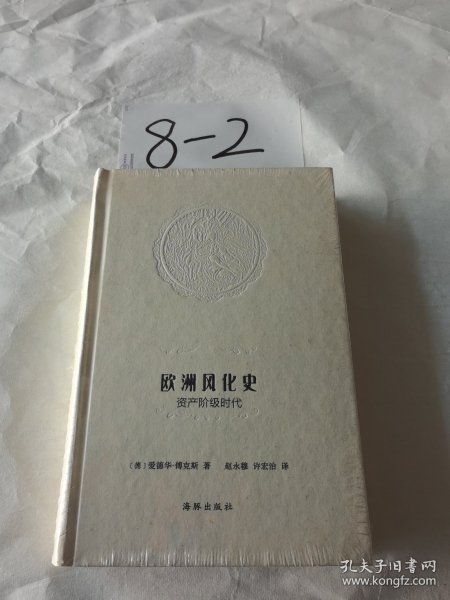 8-2
欧洲风化史
资产阶级时代
〔德〕爱德华·傅克斯 著 赵永穆 许宏治 译
海豚出版社
孔夫子旧书网
www.kongfz.com